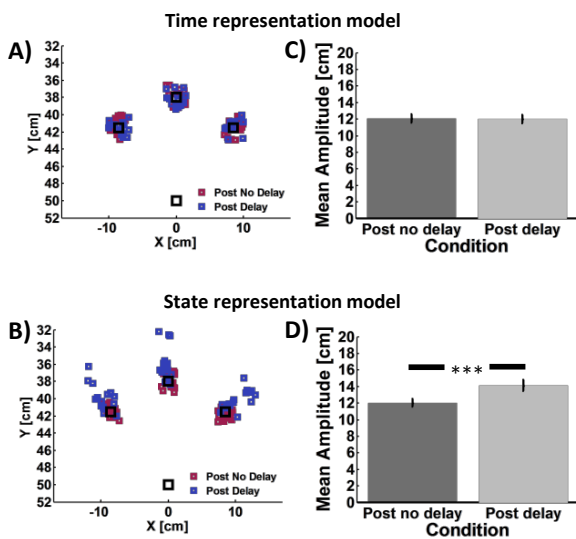 Time representation model
A)
Y [cm]
32
34
36
38
40
42
44
46
48
50
52
-10
0
10
X [cm]
Post No Delay
Post Delay
C)
Mean Amplitude [cm]
20
18
16
14
12
10
8
6
4
2
0
Post no delay
Post delay
Condition
State representation model
B)
Y [cm]
32
34
36
38
40
42
44
46
48
50
52
-10
0
10
X [cm]
Post No Delay
Post Delay
D)
Mean Amplitude [cm]
20
18
16
14
12
10
8
6
4
2
0
***
Post no delay
Post delay
Condition